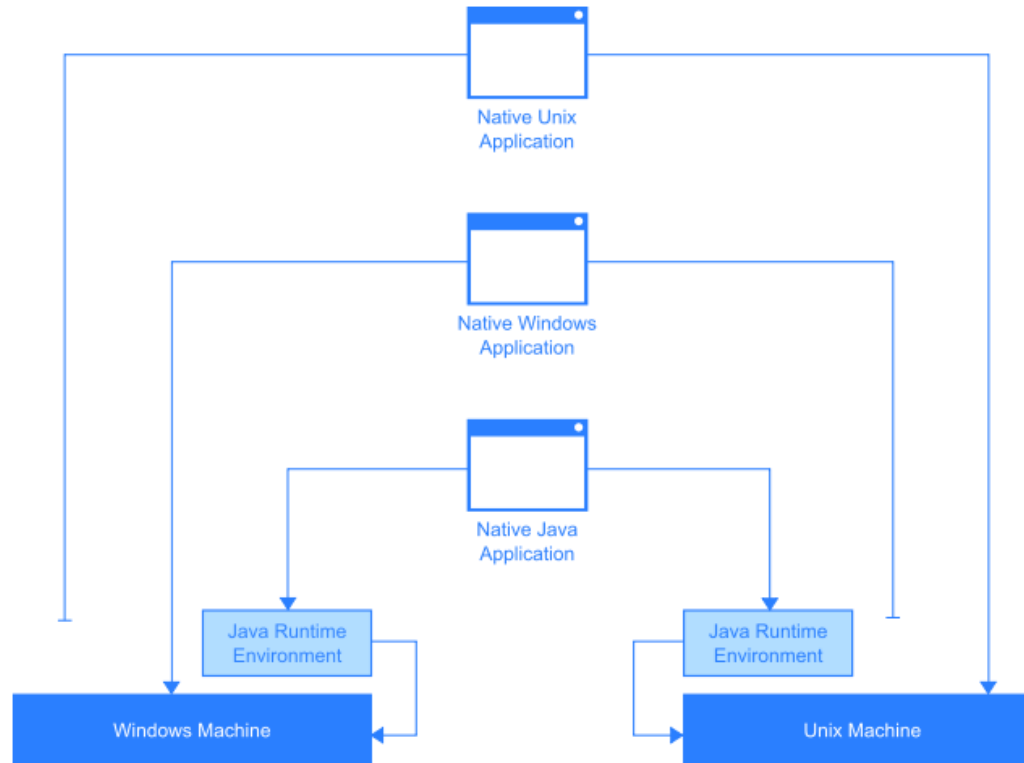 Native Unix
Application
Native Windows
Application
Native Java
Application
Java Runtime
Environment
Java Runtime
Environment
Windows Machine
Unix Machine